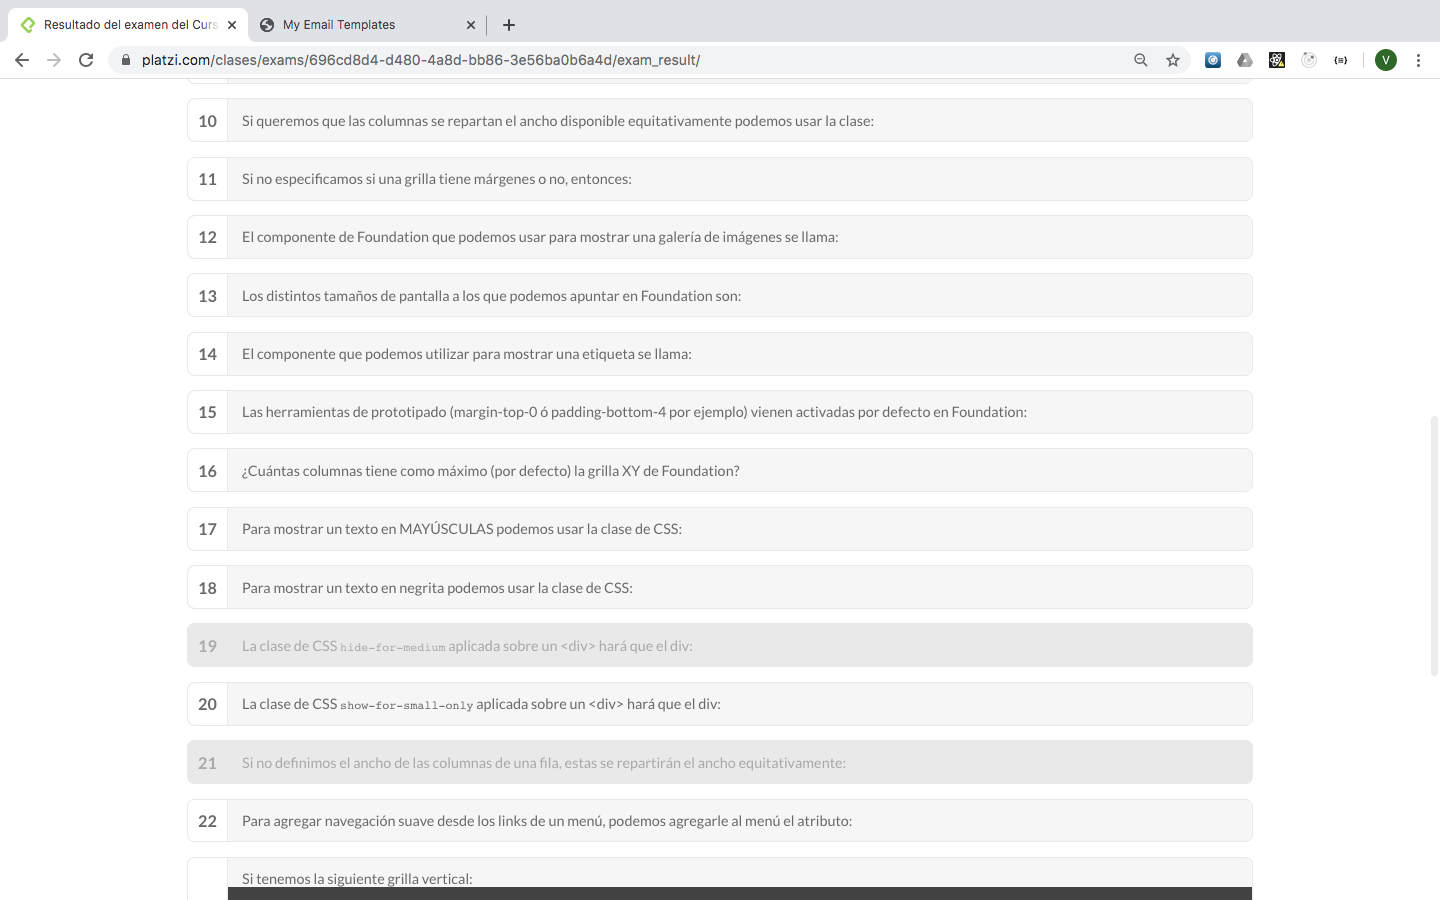 Resultado del examen del Curs
My Email Templates
platzi.com/clases/exams/696cd8d4-d480-4a8d-bb86-3e56ba0b6a4d/exam_result/
V
10 Si queremos que las columnas se repartan el ancho disponible equitativamente podemos usar la clase:
11 Si no especificamos si una grilla tiene márgenes o no, entonces:
12 El componente de Foundation que podemos usar para mostrar una galería de imágenes se llama:
13 Los distintos tamaños de pantalla a los que podemos apuntar en Foundation son:
14 El componente que podemos utilizar para mostrar una etiqueta se llama:
15 Las herramientas de prototipado (margin-top-0 ó padding-bottom-4 por ejemplo) vienen activadas por defecto en Foundation:
16 ¿Cuántas columnas tiene como máximo (por defecto) la grilla XY de Foundation?
17 Para mostrar un texto en MAYÚSCULAS podemos usar la clase de CSS:
18 Para mostrar un texto en negrita podemos usar la clase de CSS:
19 La clase de CSS hide-for-medium aplicada sobre un <div> hará que el div:
20 La clase de CSS show-for-small-only aplicada sobre un <div> hará que el div:
21 Si no definimos el ancho de las columnas de una fila, estas se repartirán el ancho equitativamente:
22 Para agregar navegación suave desde los links de un menú, podemos agregarle al menú el atributo:
Si tenemos la siguiente grilla vertical: